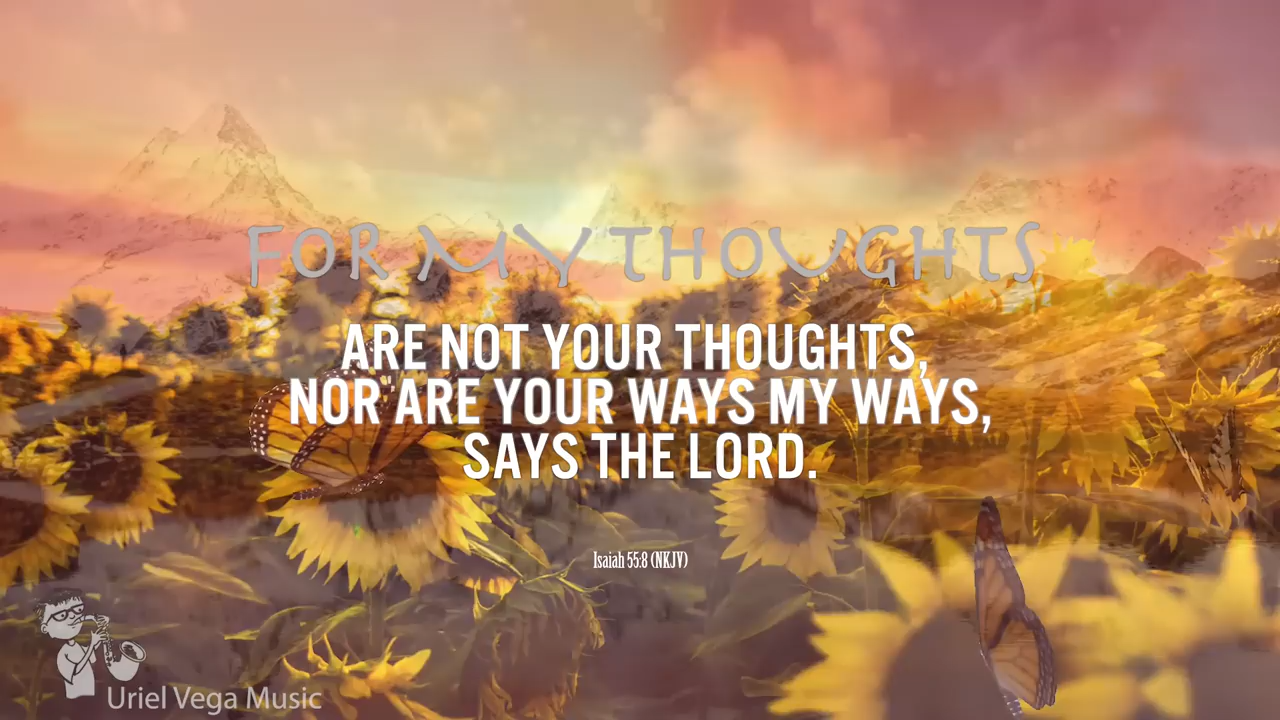 FOR MY THOUGHTS
ARE NOT YOUR THOUGHTS,
NOR ARE YOUR WAYS MY WAYS,
SAYS THE LORD.
Isaiah 55:8 (NKJV)
Uriel Vega Music